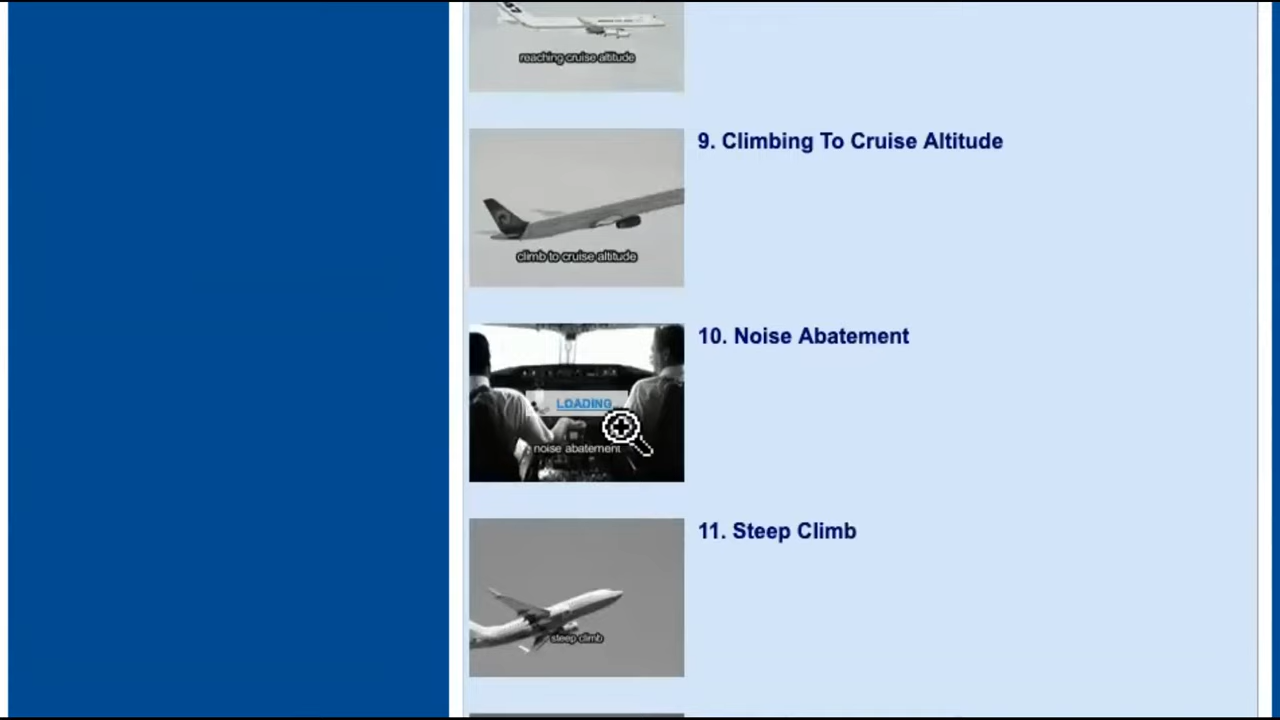 reaching cruise altitude
9. Climbing To Cruise Altitude
climb to cruise altitude
10. Noise Abatement
LOADING
noise abatement
11. Steep Climb
steep climb